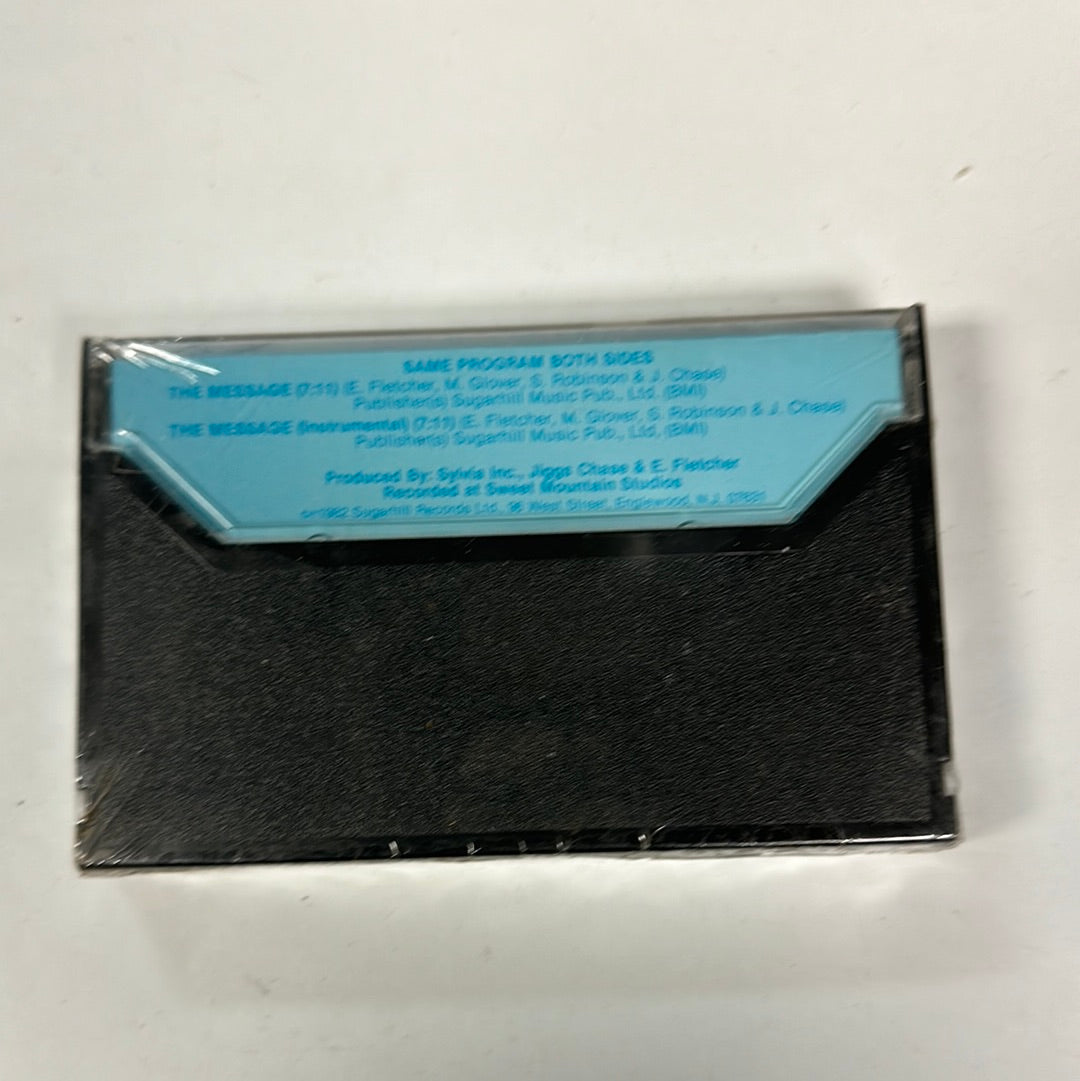 SAME PROGRAM BOTH SIDES
THE MESSAGE (7:11) (E. Fletcher, M. Glover, S. Robinson & J. Chase)
Publisher(s) Sugarhill Music Pub., Ltd. (BMI)
THE MESSAGE (Instrumental) (7:11) (E. Fletcher, M. Glover, S. Robinson & J. Chase)
Publisher(s) Sugarhill Music Pub., Ltd. (BMI)
Produced By: Sylvia Inc., Jiggs Chase & E. Fletcher
Recorded at Sweet Mountain Studios
1982 Sugarhill Records Ltd., 96 West Street, Englewood, N.J. 07631